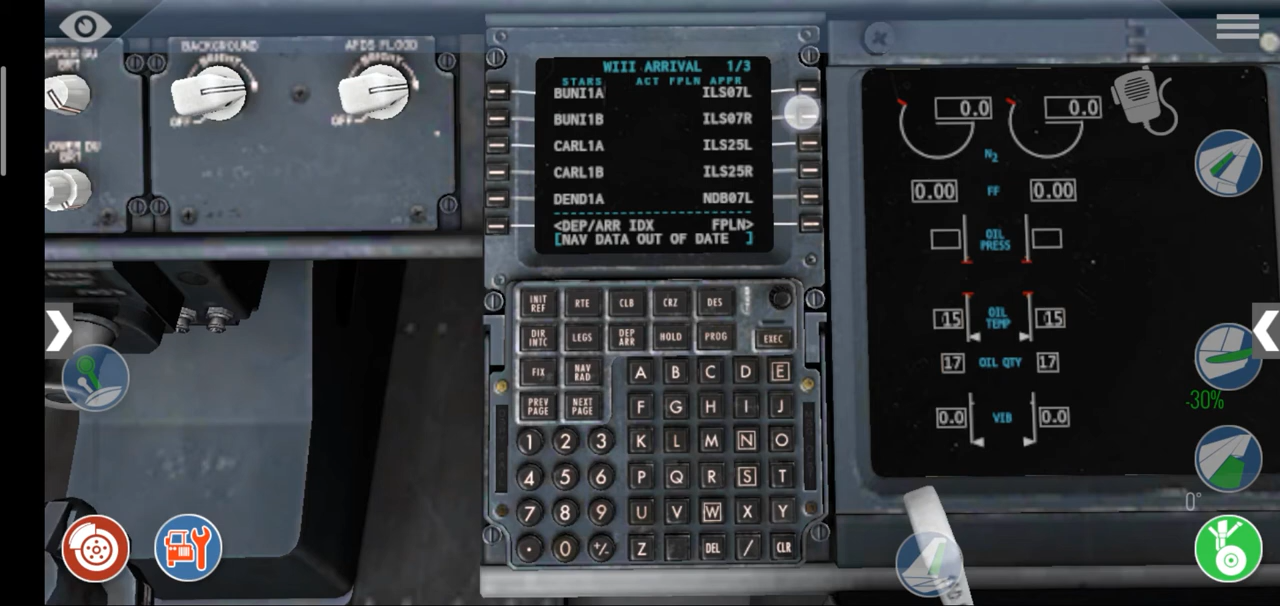 BACKGROUND
BRIGHT
OFF
AFDS FLOOD
BRIGHT
OFF
WIII ARRIVAL 1/3
STARS ACT FPLN APPR
BUNI1A ILS07L
BUNI1B ILS07R
CARL1A ILS25L
CARL1B ILS25R
DEND1A NDB07L
<DEP/ARR IDX FPLN>
[NAV DATA OUT OF DATE ]
INIT REF RTE CLB CRZ DES
DIR INTC LEGS DEP ARR HOLD PROG EXEC
FIX NAV RAD
PREV PAGE NEXT PAGE
A B C D E
F G H I J
1 2 3 K L M N O
4 5 6 P Q R S T
7 8 9 U V W X Y
. 0 +/- Z DEL / CLR
0.0 0.0
N2
0.00 FF 0.00
OIL PRESS
15 OIL TEMP 15
17 OIL QTY 17
0.0 VIB 0.0
-30%
0°